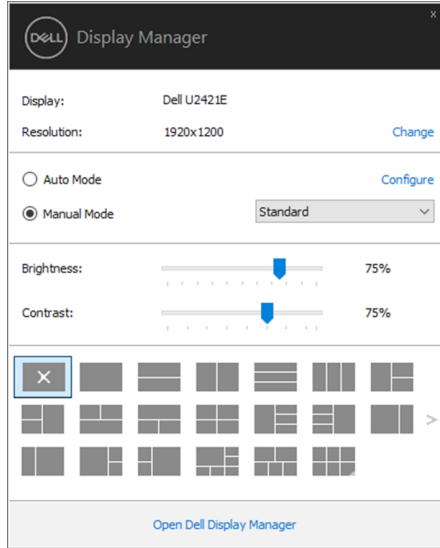 x
DELL Display Manager
Display: Dell U2421E
Resolution: 1920x1200 Change
Auto Mode Configure
Manual Mode Standard
Brightness: 75%
Contrast: 75%
Open Dell Display Manager